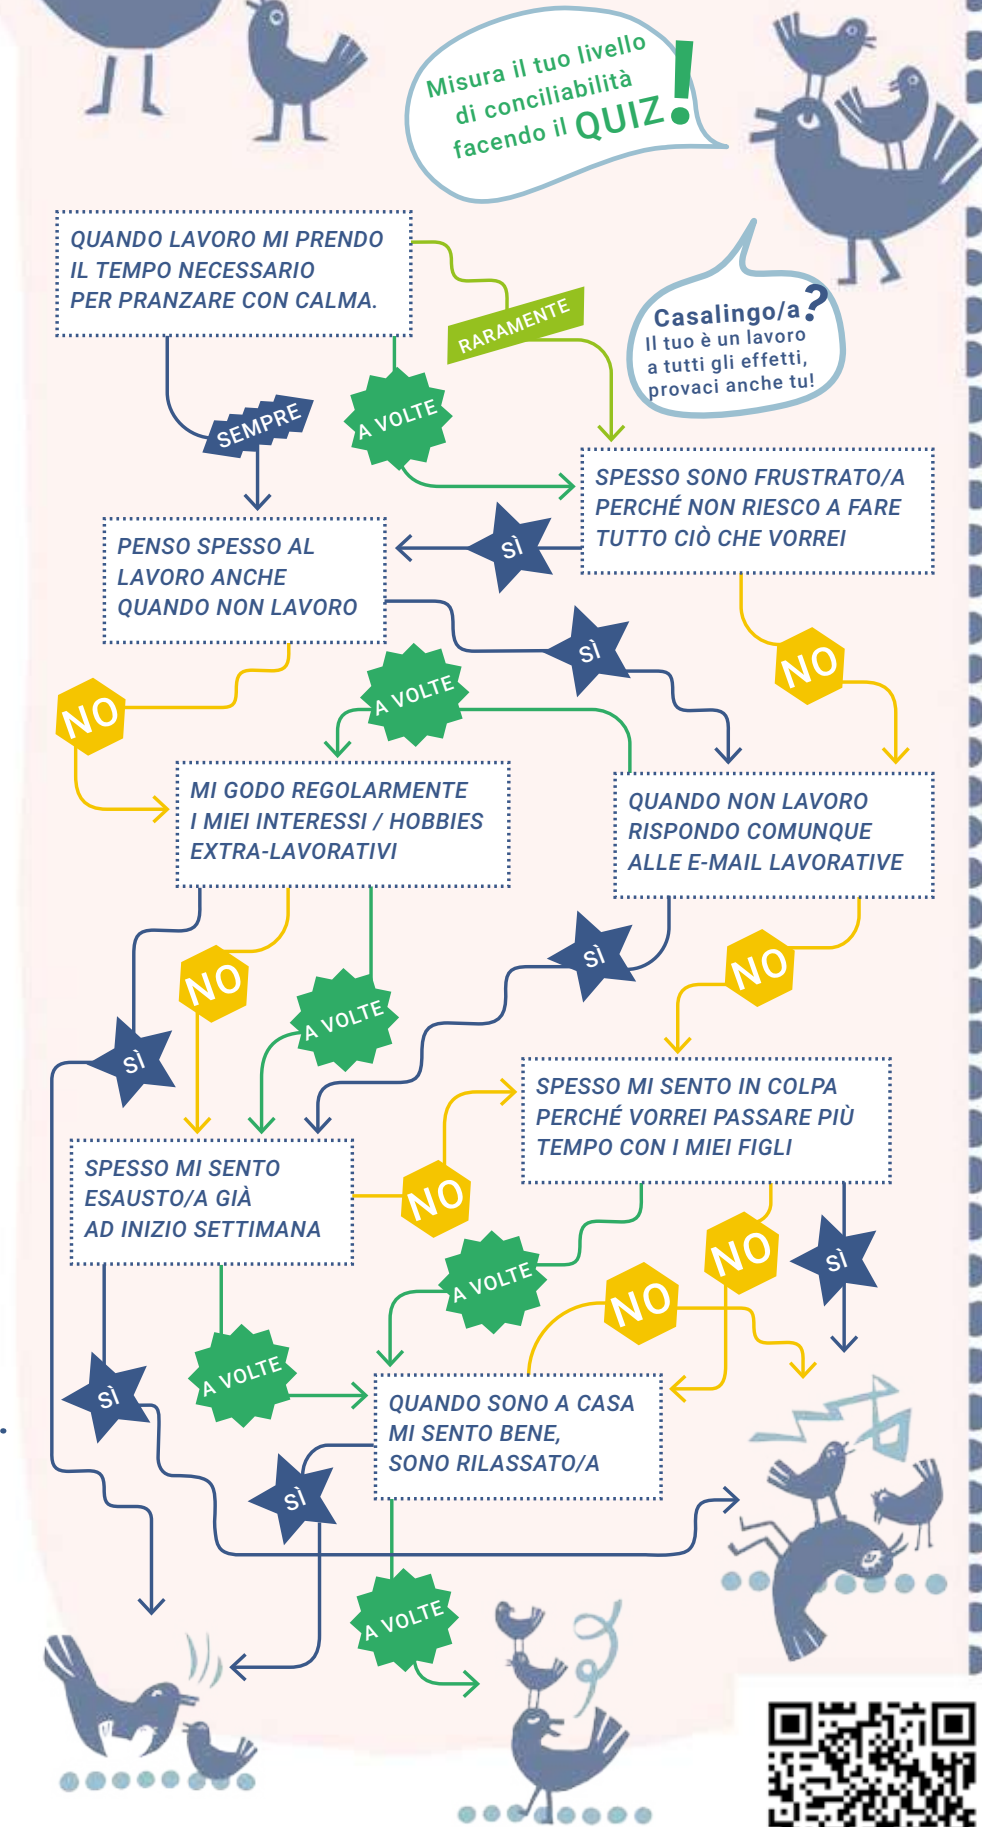 Misura il tuo livello
di conciliabilità
facendo il QUIZ!
QUANDO LAVORO MI PRENDO
IL TEMPO NECESSARIO
PER PRANZARE CON CALMA.
RARAMENTE
Casalingo/a?
Il tuo è un lavoro
a tutti gli effetti,
provaci anche tu!
SEMPRE
A VOLTE
SPESSO SONO FRUSTRATO/A
PERCHÉ NON RIESCO A FARE
TUTTO CIÒ CHE VORREI
PENSO SPESSO AL
LAVORO ANCHE
QUANDO NON LAVORO
SÌ
SÌ
NO
A VOLTE
NO
MI GODO REGOLARMENTE
I MIEI INTERESSI / HOBBIES
EXTRA-LAVORATIVI
QUANDO NON LAVORO
RISPONDO COMUNQUE
ALLE E-MAIL LAVORATIVE
SÌ
NO
NO
A VOLTE
SÌ
SPESSO MI SENTO IN COLPA
PERCHÉ VORREI PASSARE PIÙ
TEMPO CON I MIEI FIGLI
SPESSO MI SENTO
ESAUSTO/A GIÀ
AD INIZIO SETTIMANA
NO
A VOLTE
NO
SÌ
NO
A VOLTE
SÌ
QUANDO SONO A CASA
MI SENTO BENE,
SONO RILASSATO/A
SÌ
A VOLTE